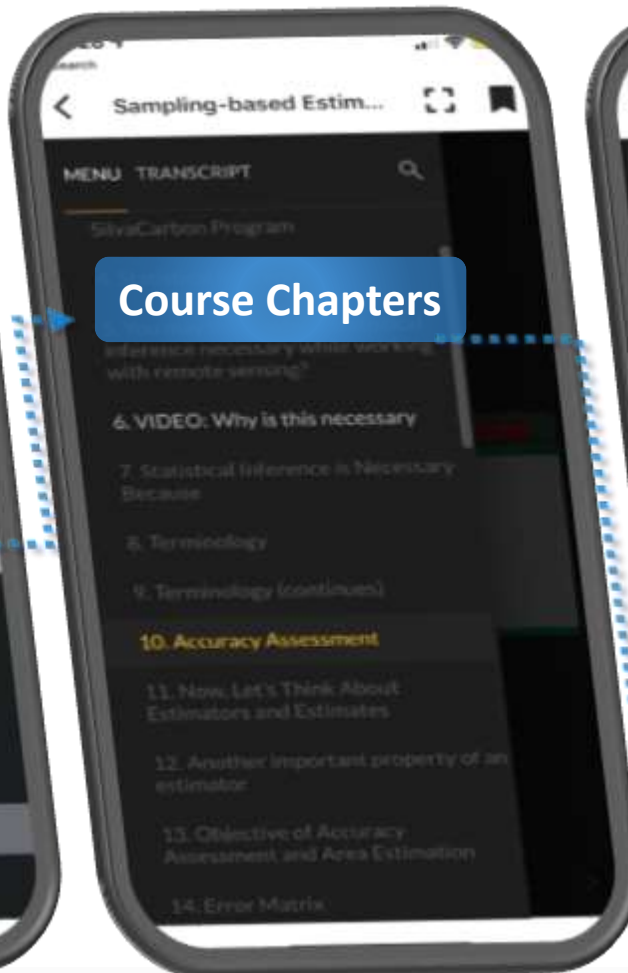 Search
Sampling-based Estim...
MENU TRANSCRIPT
SilvaCarbon Program
Course Chapters
inference necessary while working
with remote sensing?
6. VIDEO: Why is this necessary
7. Statistical Inference is Necessary
Because
8. Terminology
9. Terminology (continues)
10. Accuracy Assessment
11. Now, Let's Think About
Estimators and Estimates
12. Another important property of an
estimator
13. Objective of Accuracy
Assessment and Area Estimation
14. Error Matrix